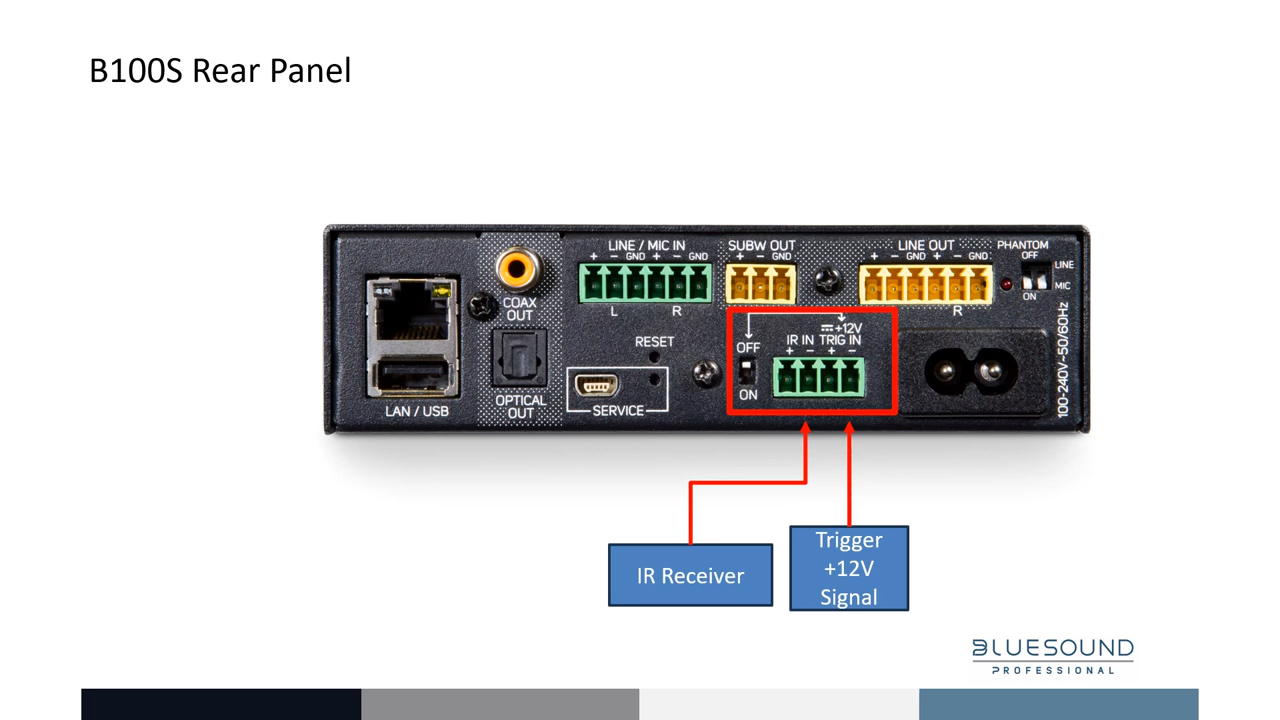 B100S Rear Panel
LINE / MIC IN
+ − GND + − GND
L R
SUBW OUT
+ − GND
LINE OUT
+ − GND + − GND
R
PHANTOM
OFF
LINE
MIC
ON
COAX
OUT
OPTICAL
OUT
LAN / USB
RESET
SERVICE
OFF
ON
+12V
IR IN TRIG IN
+ − + −
100-240V~50/60Hz
IR Receiver
Trigger
+12V
Signal
BLUESOUND
PROFESSIONAL